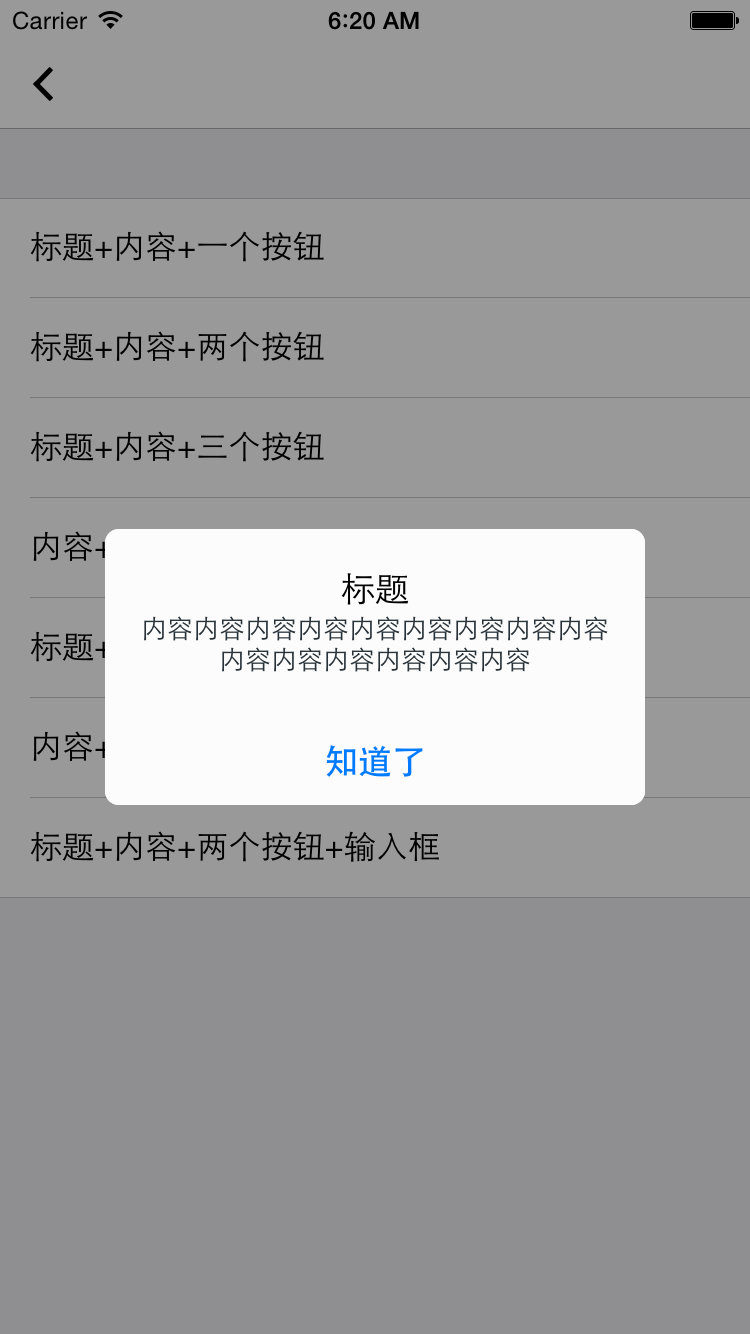 Carrier 6:20 AM
标题+内容+一个按钮
标题+内容+两个按钮
标题+内容+三个按钮
内容+
标题+
内容+
标题
内容内容内容内容内容内容内容内容内容
内容内容内容内容内容内容
知道了
标题+内容+两个按钮+输入框